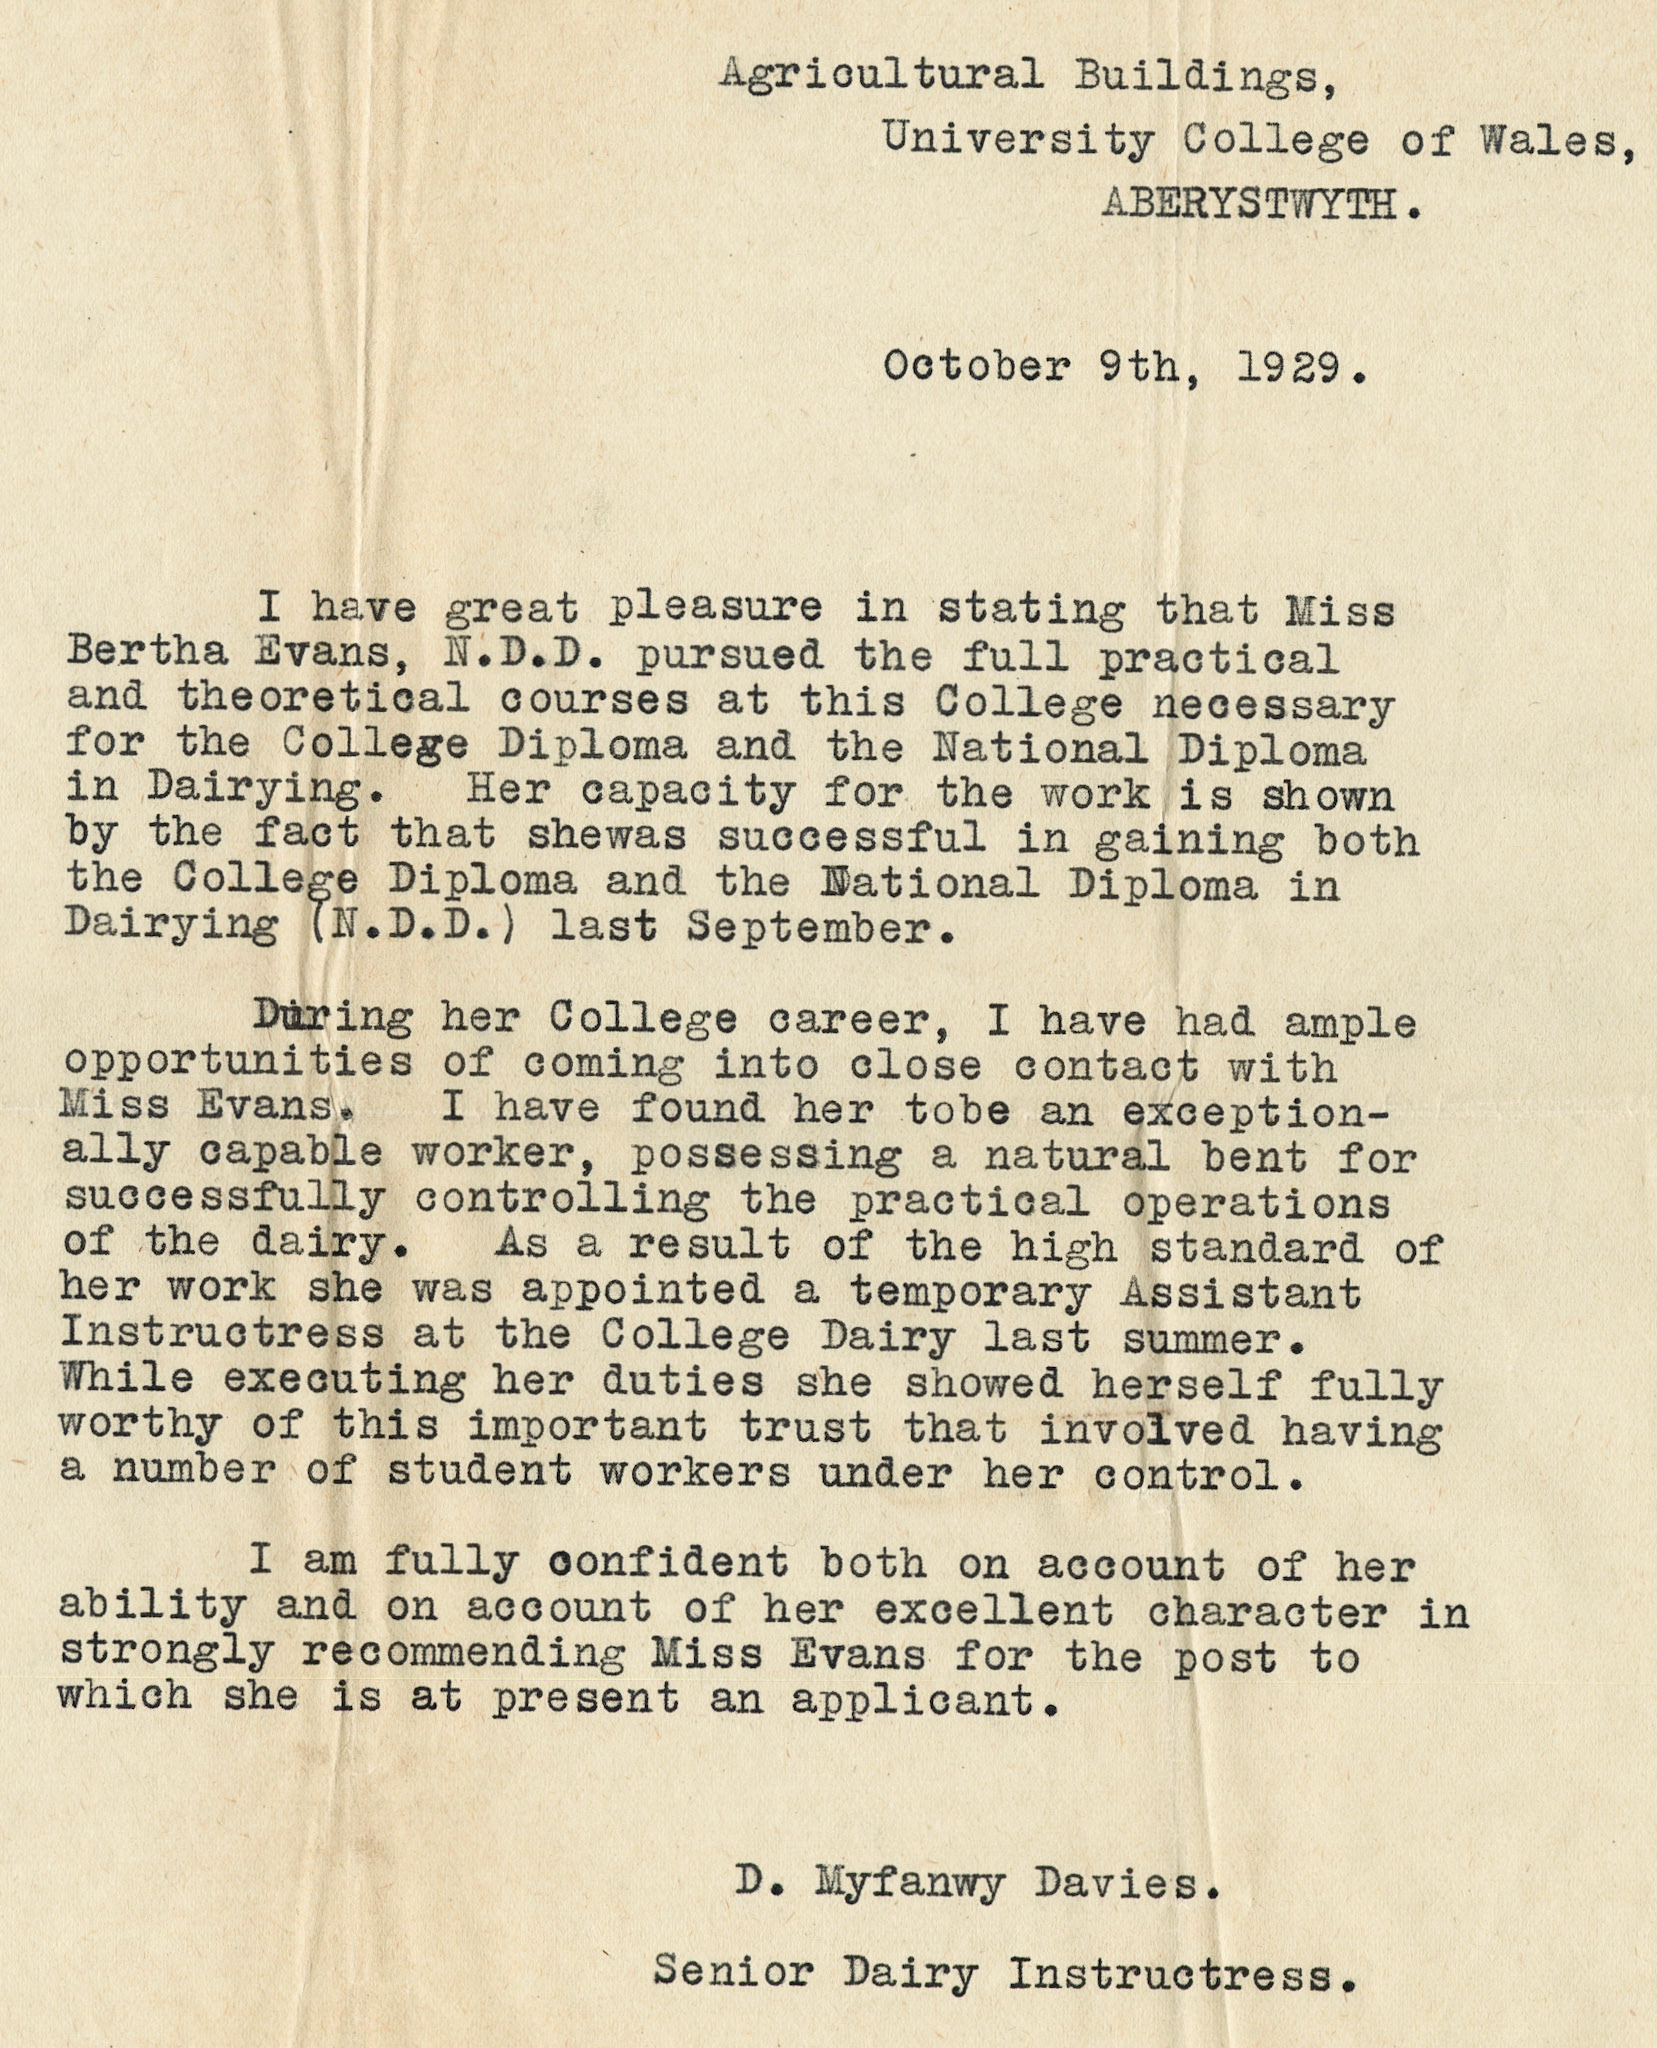 Agricultural Buildings,
University College of Wales,
ABERYSTWYTH.
October 9th, 1929.
I have great pleasure in stating that Miss
Bertha Evans, N.D.D. pursued the full practical
and theoretical courses at this College necessary
for the College Diploma and the National Diploma
in Dairying. Her capacity for the work is shown
by the fact that shewas successful in gaining both
the College Diploma and the National Diploma in
Dairying (N.D.D.) last September.
During her College career, I have had ample
opportunities of coming into close contact with
Miss Evans. I have found her tobe an exception-
ally capable worker, possessing a natural bent for
successfully controlling the practical operations
of the dairy. As a result of the high standard of
her work she was appointed a temporary Assistant
Instructress at the College Dairy last summer.
While executing her duties she showed herself fully
worthy of this important trust that involved having
a number of student workers under her control.
I am fully confident both on account of her
ability and on account of her excellent character in
strongly recommending Miss Evans for the post to
which she is at present an applicant.
D. Myfanwy Davies.
Senior Dairy Instructress.